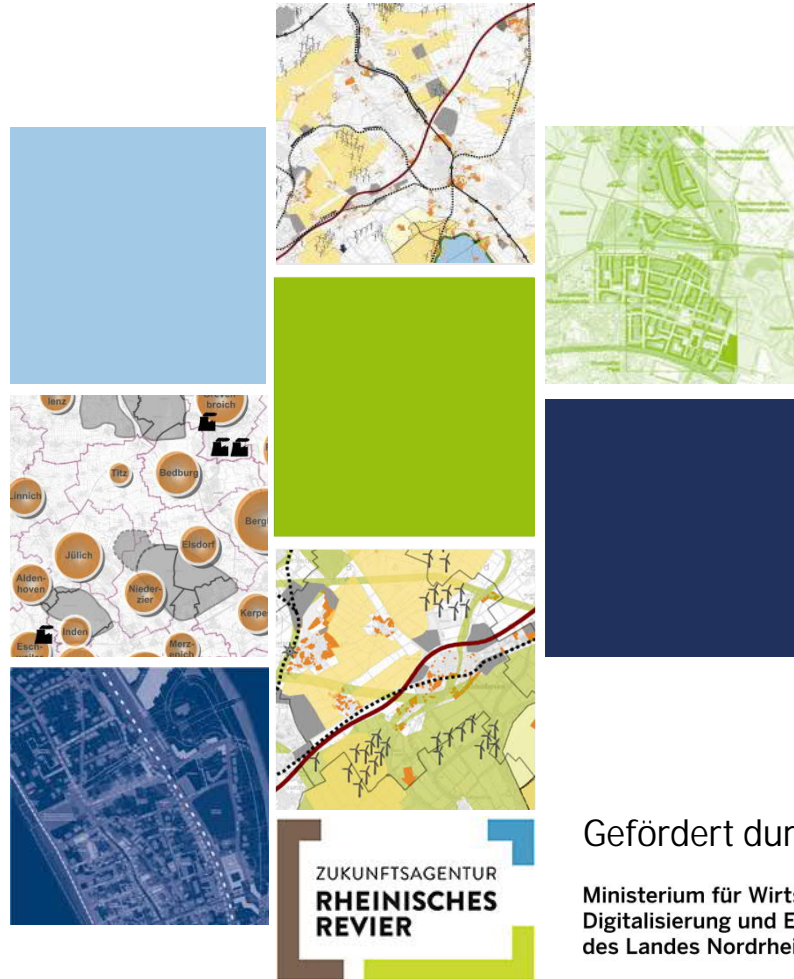 lenz
broich
Titz
Bedburg
Linnich
Berg
Elsdorf
Jülich
Alden-
hoven
Nieder-
zier
Kerpe
Inden
Merz-
enich
Esch-
weiler
ZUKUNFTSAGENTUR
RHEINISCHES
REVIER
Gefördert dur
Ministerium für Wirts
Digitalisierung und E
des Landes Nordrhei